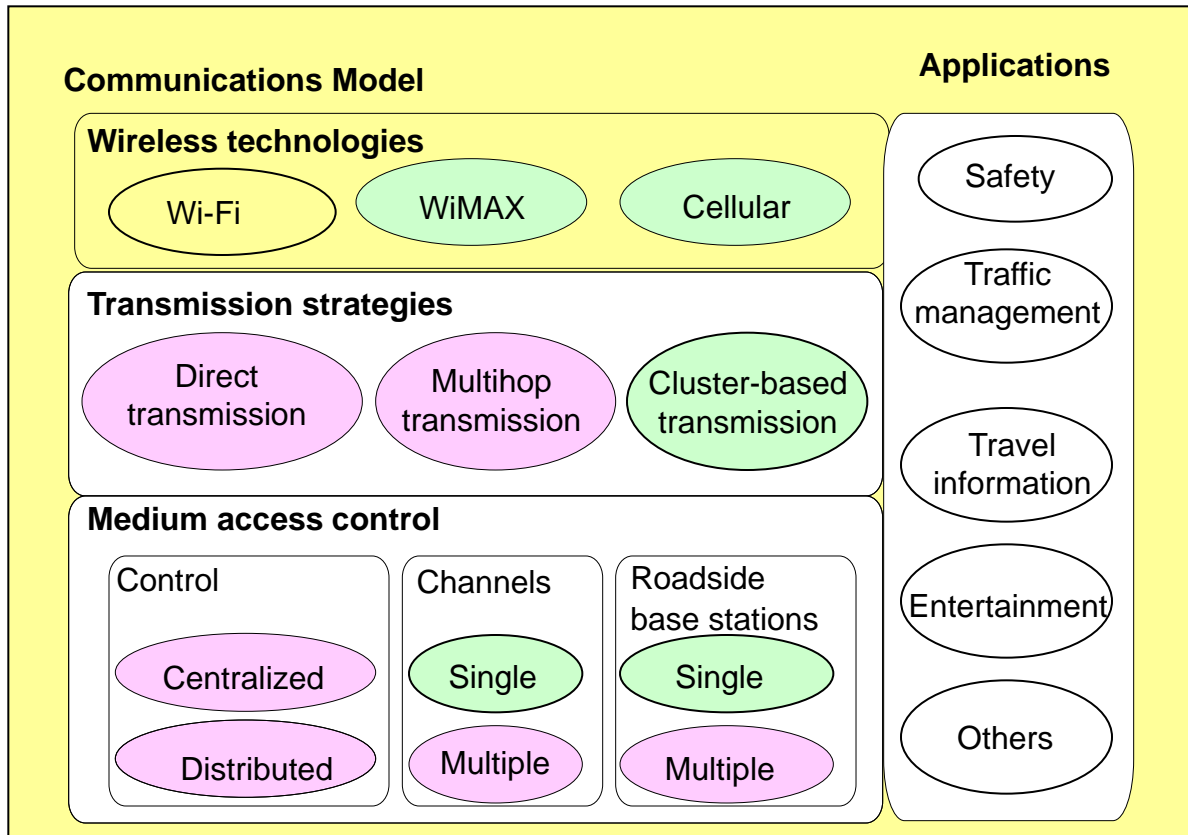 Communications Model
Wireless technologies
Wi-Fi
WiMAX
Cellular
Transmission strategies
Direct
transmission
Multihop
transmission
Cluster-based
transmission
Medium access control
Control
Centralized
Distributed
Channels
Single
Multiple
Roadside
base stations
Single
Multiple
Applications
Safety
Traffic
management
Travel
information
Entertainment
Others